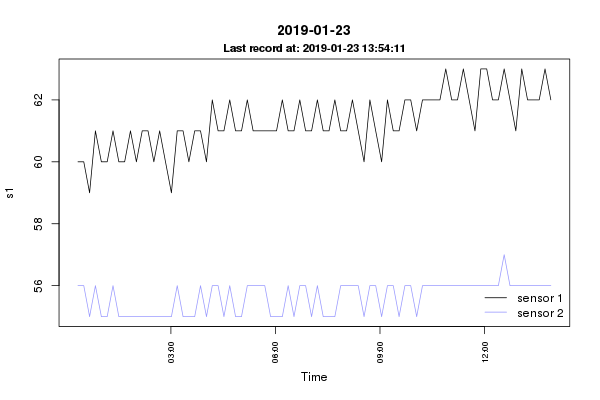 2019-01-23
Last record at: 2019-01-23 13:54:11
62
60
58
56
s1
sensor 1
sensor 2
03:00 06:00 09:00 12:00
Time